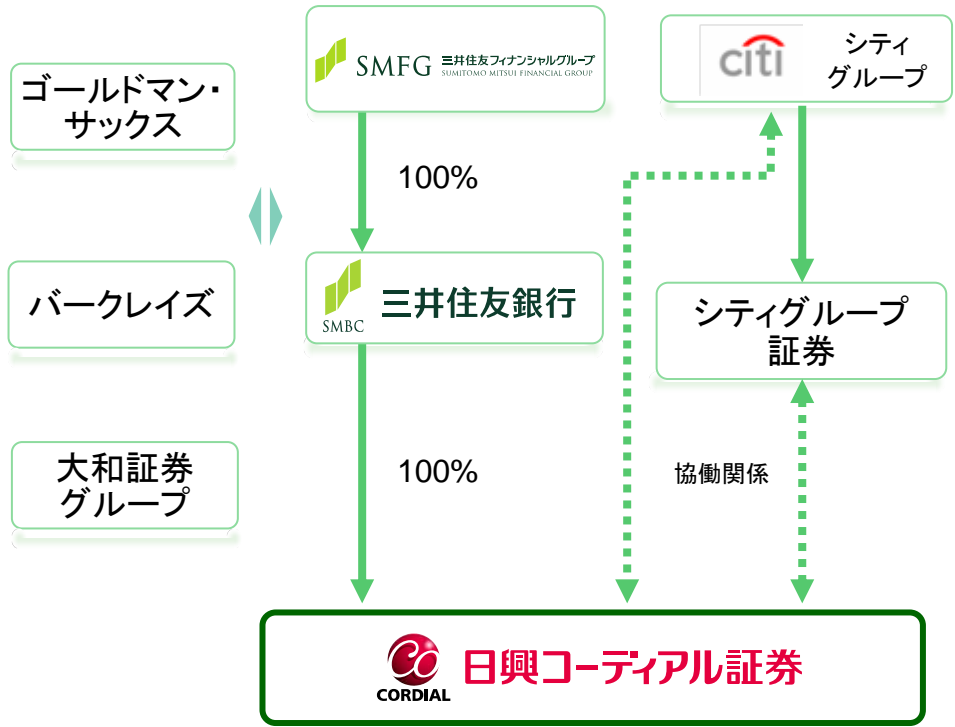 ゴールドマン・
サックス
SMFG 三井住友フィナンシャルグループ
SUMITOMO MITSUI FINANCIAL GROUP
citi
シティ
グループ
100%
バークレイズ
SMBC
三井住友銀行
シティグループ
証券
大和証券
グループ
100%
協働関係
CORDIAL
日興コーディアル証券